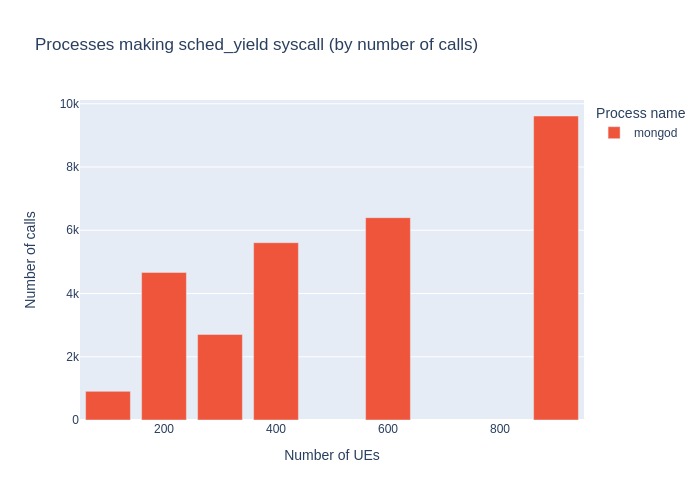 Processes making sched_yield syscall (by number of calls)
Process name
mongod
Number of calls
10k
8k
6k
4k
2k
0
200
400
600
800
Number of UEs